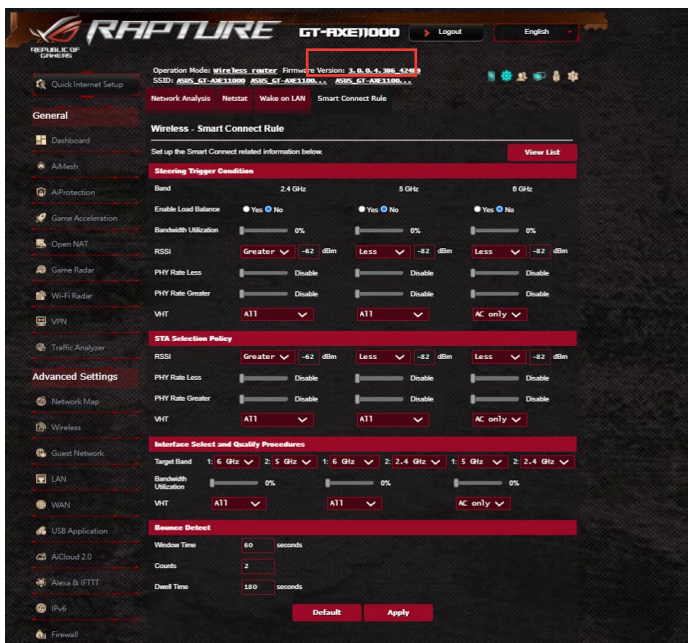 REPUBLIC OF
GAMERS
RAPTURE
GT-AXE11000
Logout
English
Operation Mode: Wireless router Firmware Version: 3.0.0.4.386_42489
SSID: ASUS_GT-AXE11000 ASUS_GT-AXE1100... ASUS_GT-AXE1100...
Quick Internet Setup
General
Dashboard
AiMesh
AiProtection
Game Acceleration
Open NAT
Game Radar
Wi-Fi Radar
VPN
Traffic Analyzer
Advanced Settings
Network Map
Wireless
Guest Network
LAN
WAN
USB Application
AiCloud 2.0
Alexa & IFTTT
IPv6
Firewall
Network Analysis Netstat Wake on LAN Smart Connect Rule
Wireless - Smart Connect Rule
Set up the Smart Connect related information below. View List
Steering Trigger Condition
Band 2.4 GHz 5 GHz 6 GHz
Enable Load Balance Yes No Yes No Yes No
Bandwidth Utilization 0% 0% 0%
RSSI Greater -62 dBm Less -82 dBm Less -82 dBm
PHY Rate Less Disable Disable Disable
PHY Rate Greater Disable Disable Disable
VHT All All AC only
STA Selection Policy
RSSI Greater -62 dBm Less -82 dBm Less -82 dBm
PHY Rate Less Disable Disable Disable
PHY Rate Greater Disable Disable Disable
VHT All All AC only
Interface Select and Qualify Procedures
Target Band 1: 6 GHz 2: 5 GHz 1: 6 GHz 2: 2.4 GHz 1: 5 GHz 2: 2.4 GHz
Bandwidth
Utilization 0% 0% 0%
VHT All All AC only
Bounce Detect
Window Time 60 seconds
Counts 2
Dwell Time 180 seconds
Default Apply